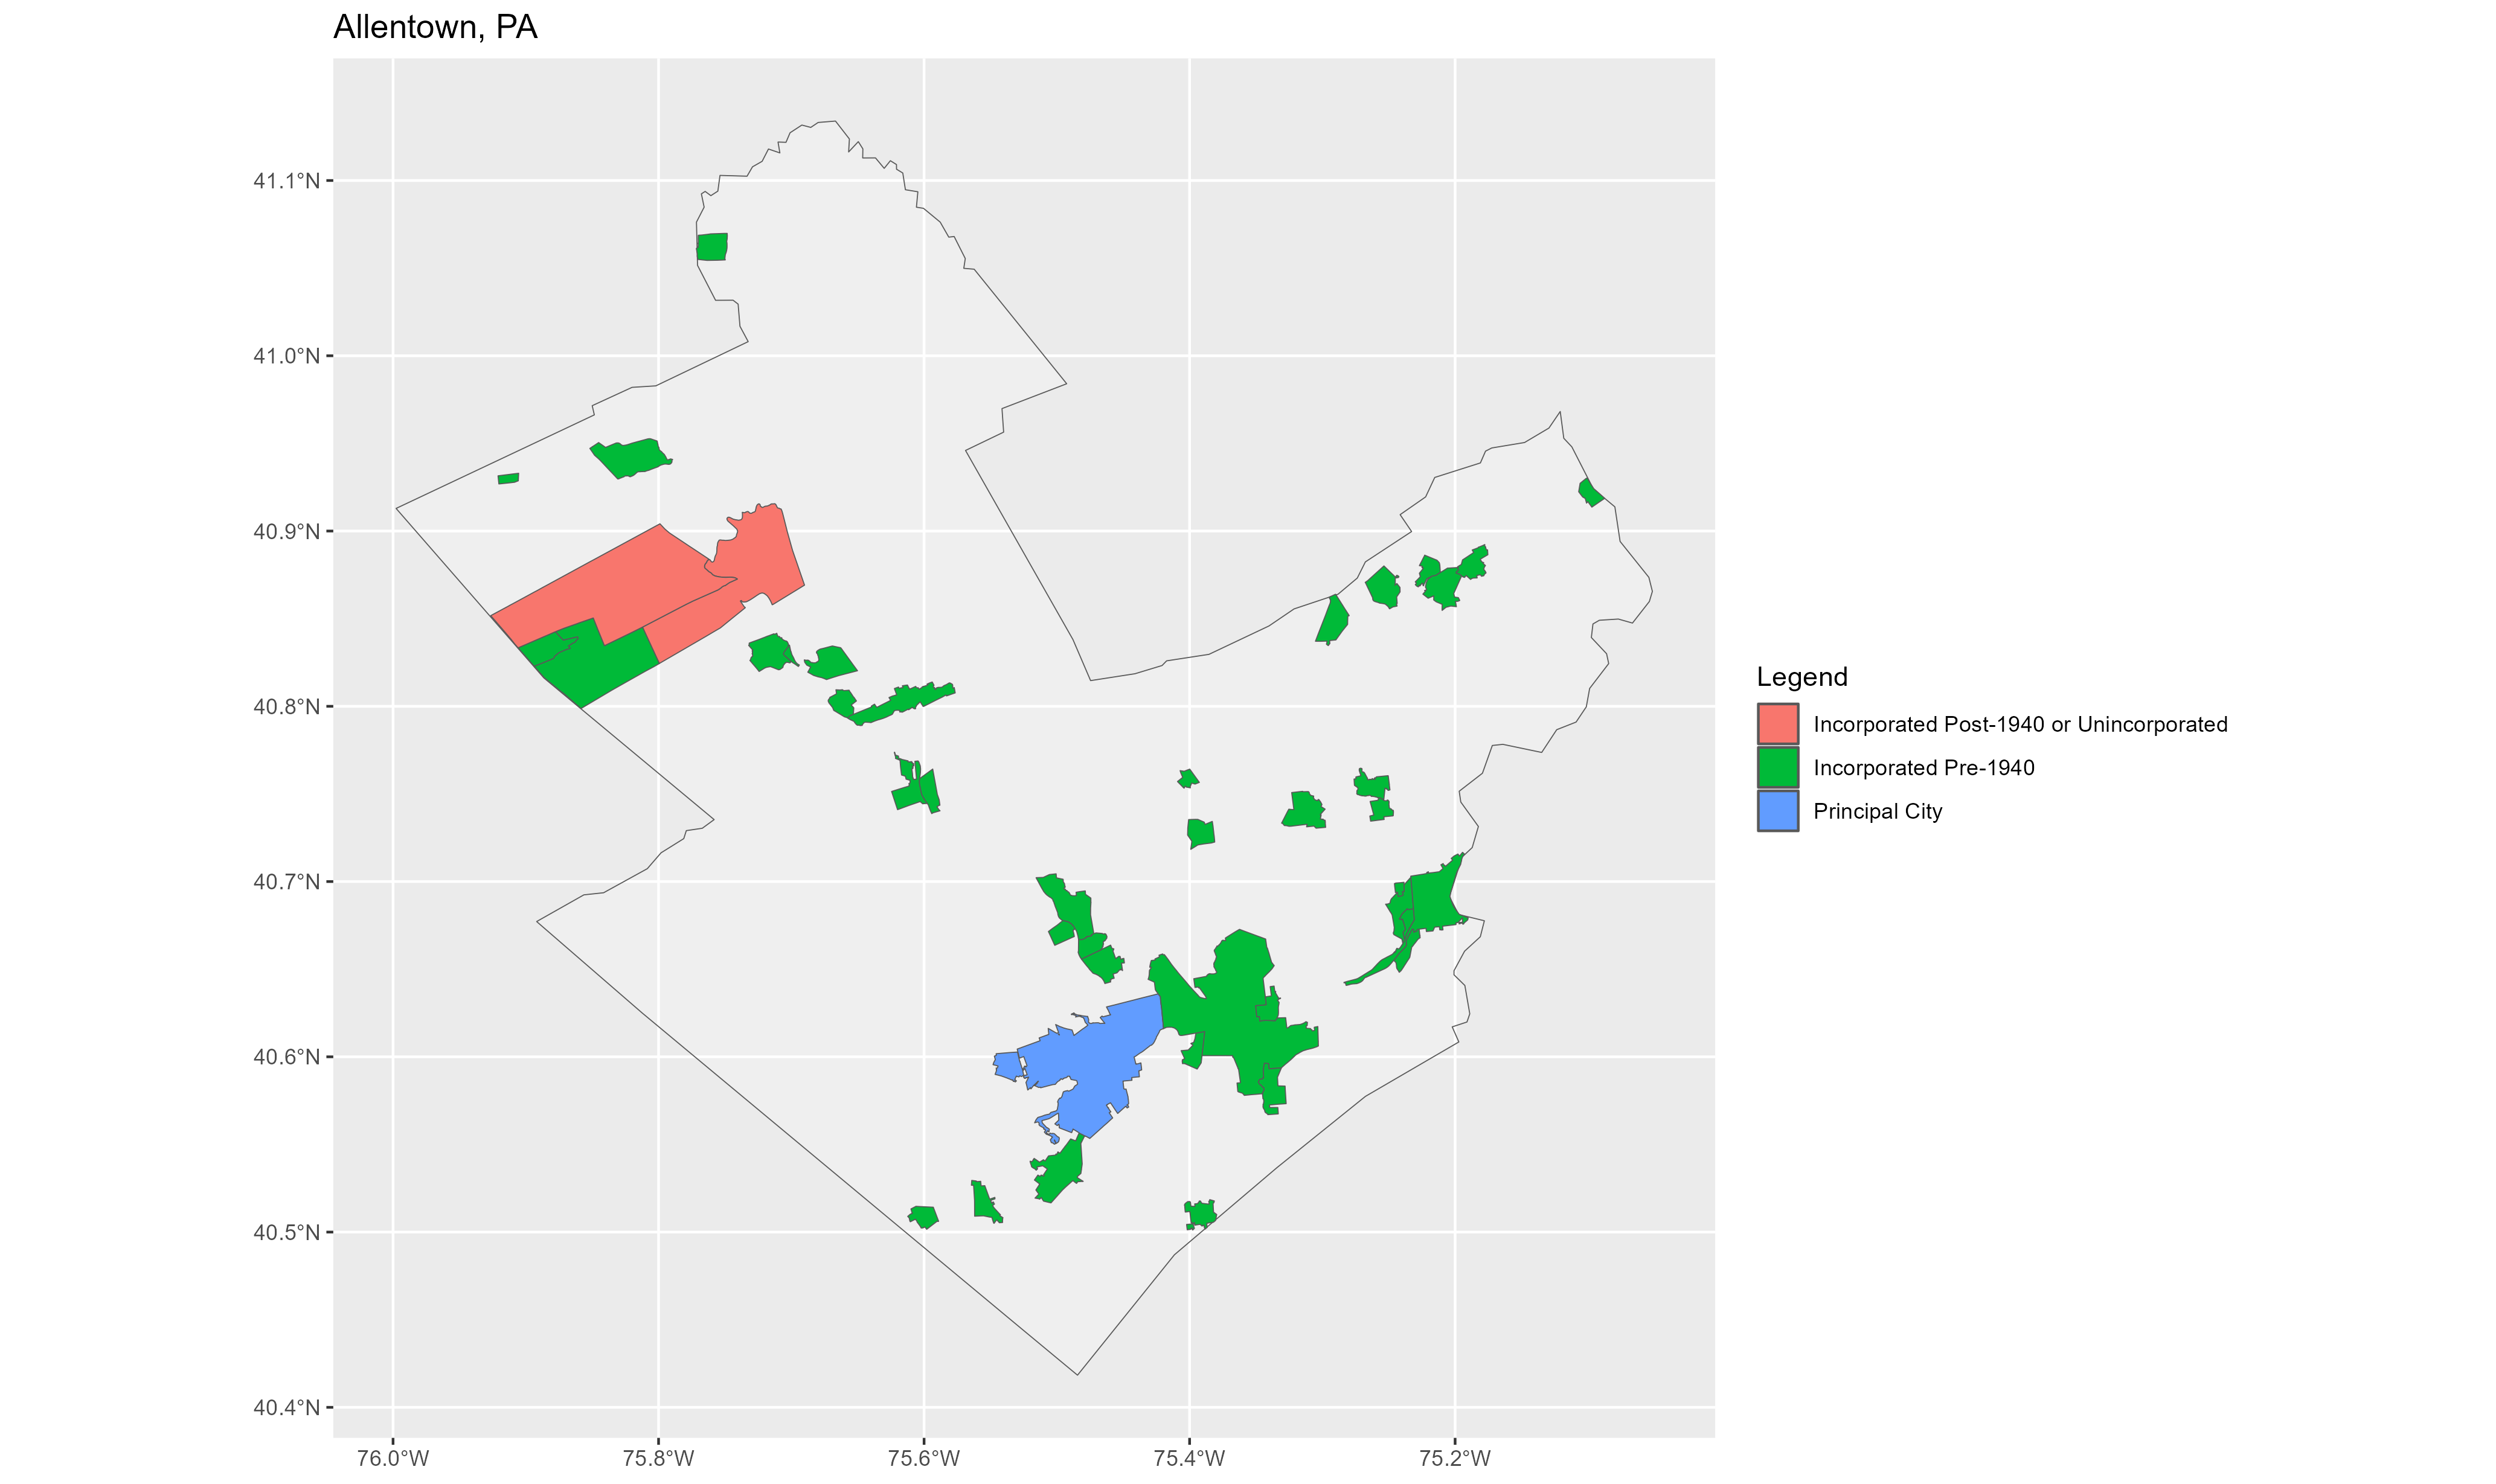 Allentown, PA
41.1°N
41.0°N
40.9°N
40.8°N
40.7°N
40.6°N
40.5°N
40.4°N
76.0°W
75.8°W
75.6°W
75.4°W
75.2°W
Legend
Incorporated Post-1940 or Unincorporated
Incorporated Pre-1940
Principal City